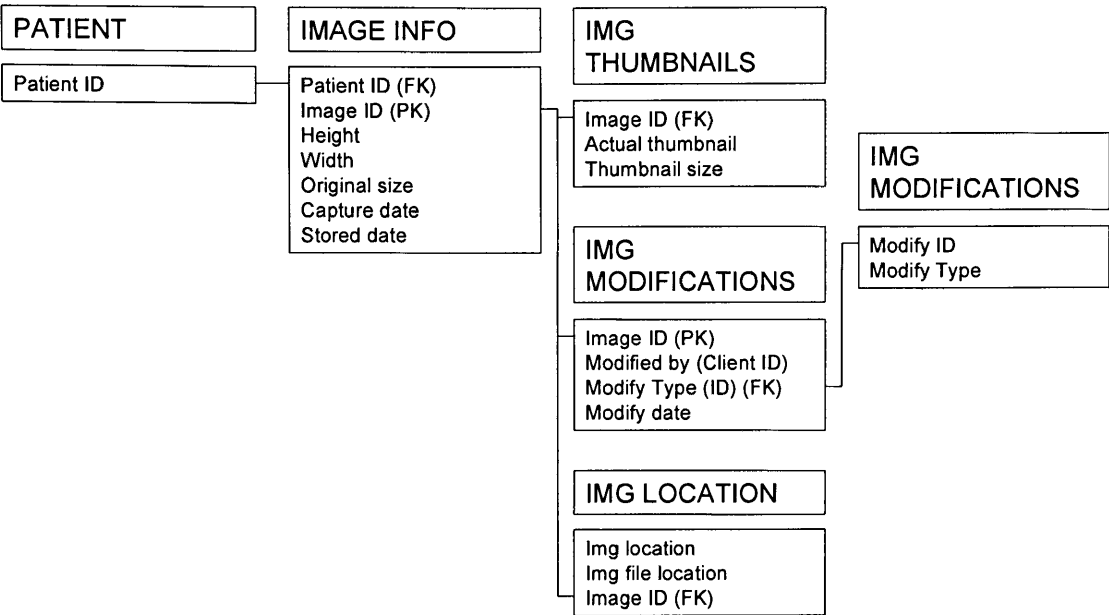 PATIENT
Patient ID
IMAGE INFO
Patient ID (FK)
Image ID (PK)
Height
Width
Original size
Capture date
Stored date
IMG
THUMBNAILS
Image ID (FK)
Actual thumbnail
Thumbnail size
IMG
MODIFICATIONS
Image ID (PK)
Modified by (Client ID)
Modify Type (ID) (FK)
Modify date
IMG LOCATION
Img location
Img file location
Image ID (FK)
IMG
MODIFICATIONS
Modify ID
Modify Type